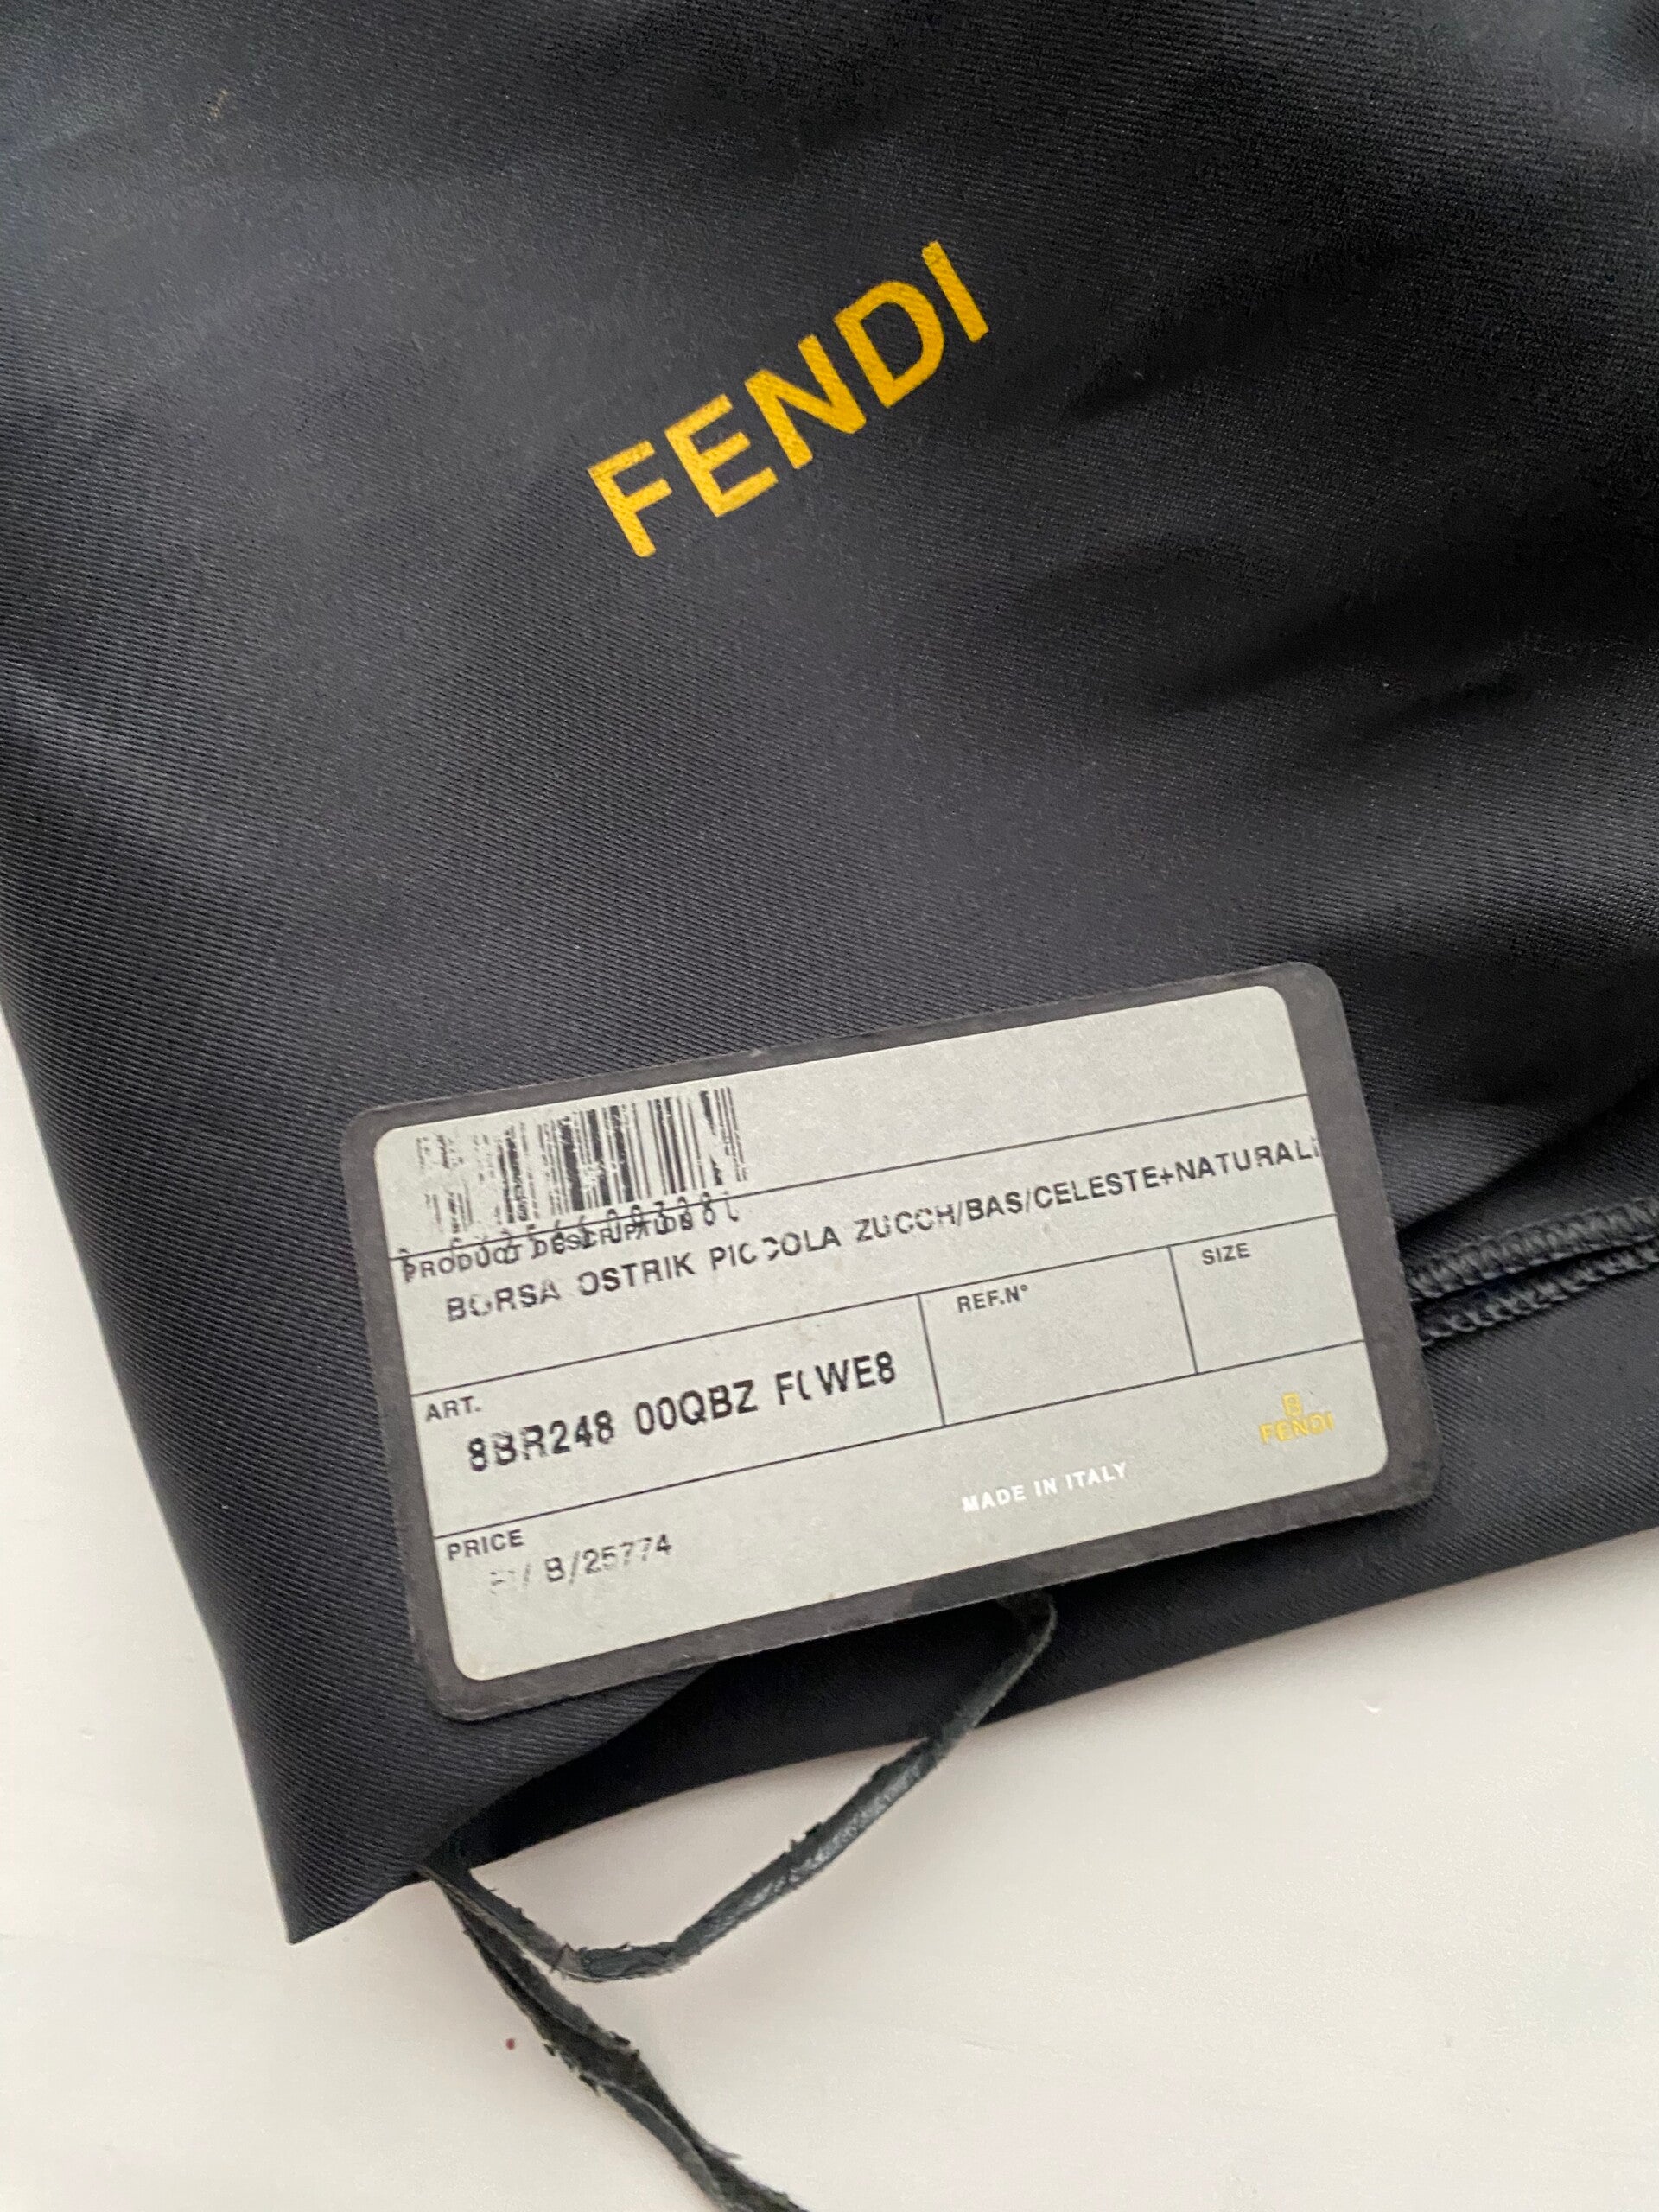 FENDI
PRODUCT DESCRIPTION
BORSA OSTRIK PICCOLA ZUCCH/BAS/CELESTE+NATURALE
ART.
8BR248 00QBZ WE8
REF.N°
SIZE
PRICE
B/25774
MADE IN ITALY
FENDI